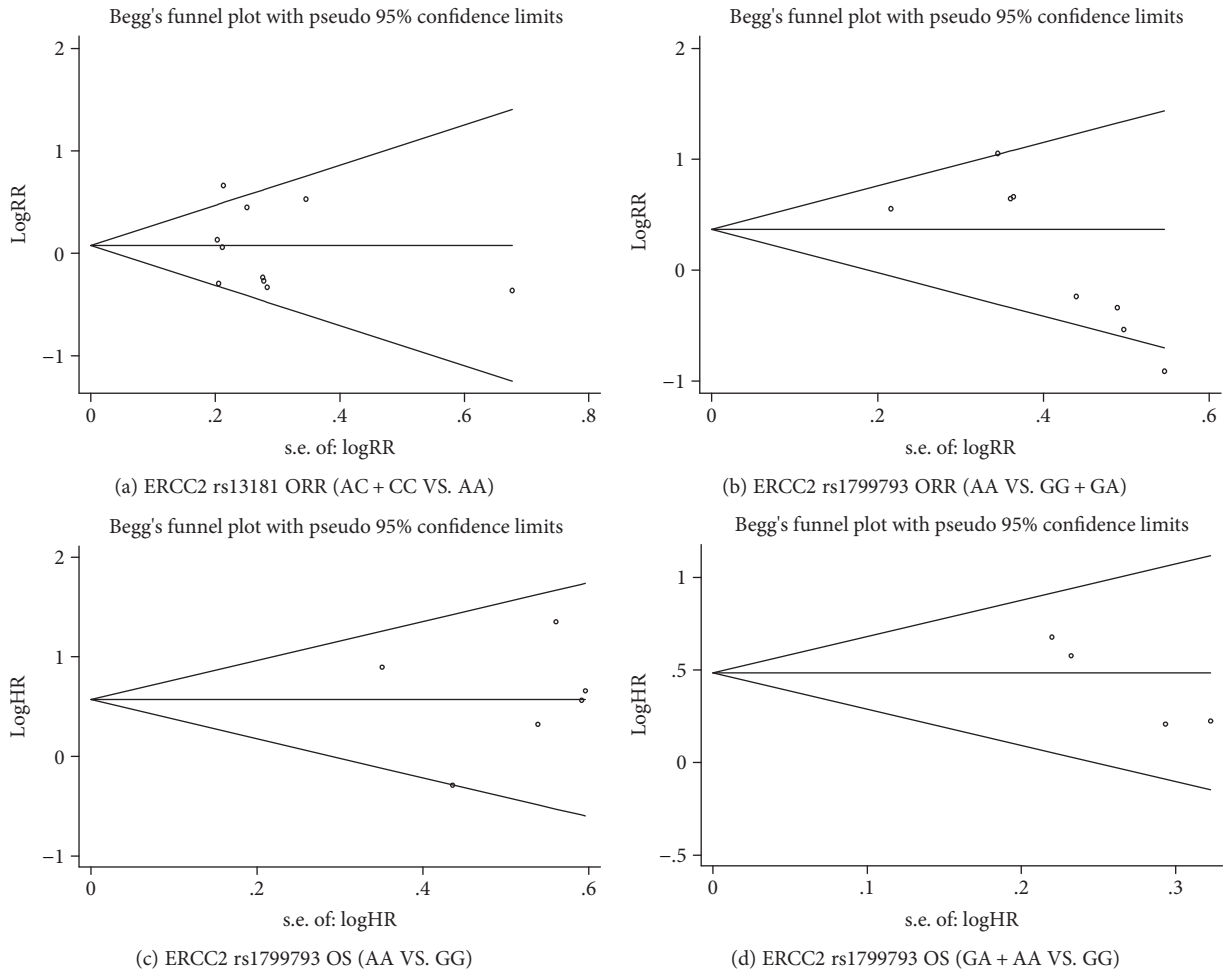 Begg's funnel plot with pseudo 95% confidence limits
2
1
0
−1
LogRR
0
.2
.4
.6
.8
s.e. of: logRR
(a) ERCC2 rs13181 ORR (AC + CC VS. AA)
Begg's funnel plot with pseudo 95% confidence limits
2
1
0
−1
LogRR
0
.2
.4
.6
s.e. of: logRR
(b) ERCC2 rs1799793 ORR (AA VS. GG + GA)
Begg's funnel plot with pseudo 95% confidence limits
2
1
0
−1
LogHR
0
.2
.4
.6
s.e. of: logHR
(c) ERCC2 rs1799793 OS (AA VS. GG)
Begg's funnel plot with pseudo 95% confidence limits
1
.5
0
−.5
LogHR
0
.1
.2
.3
s.e. of: logHR
(d) ERCC2 rs1799793 OS (GA + AA VS. GG)